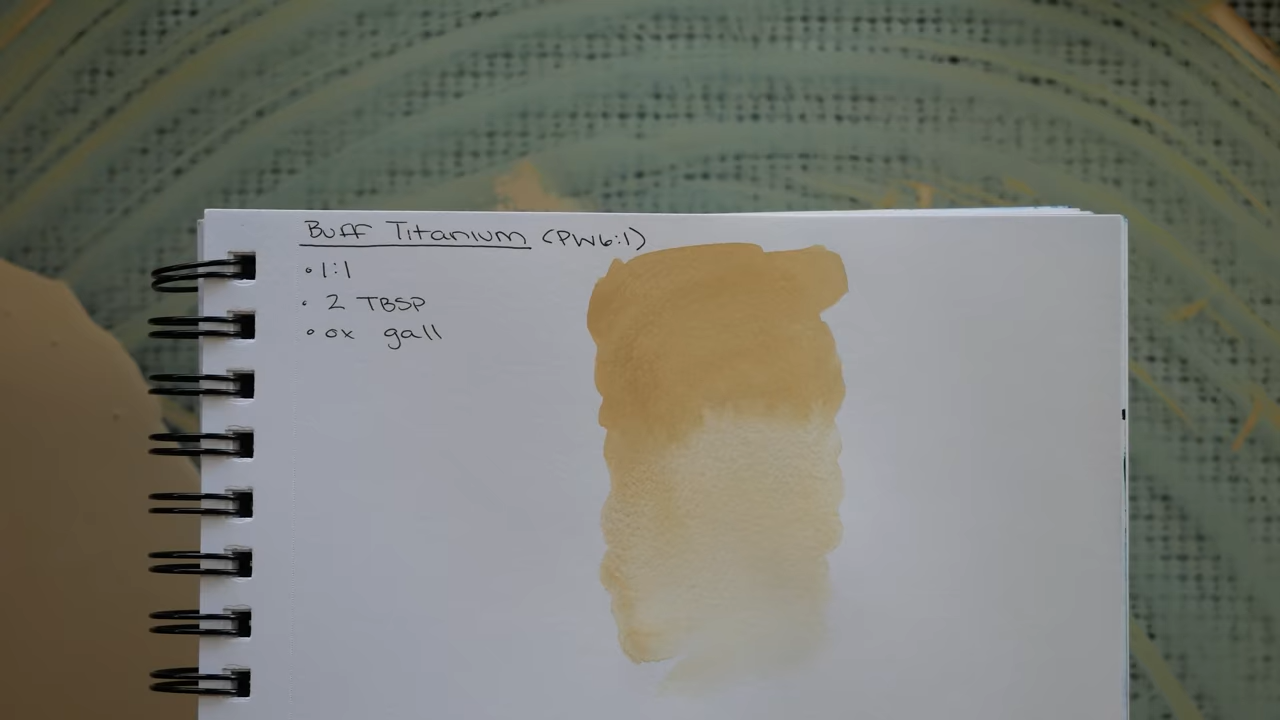 Buff Titanium (PW6:1)
• 1:1
• 2 TBSP
• ox gall